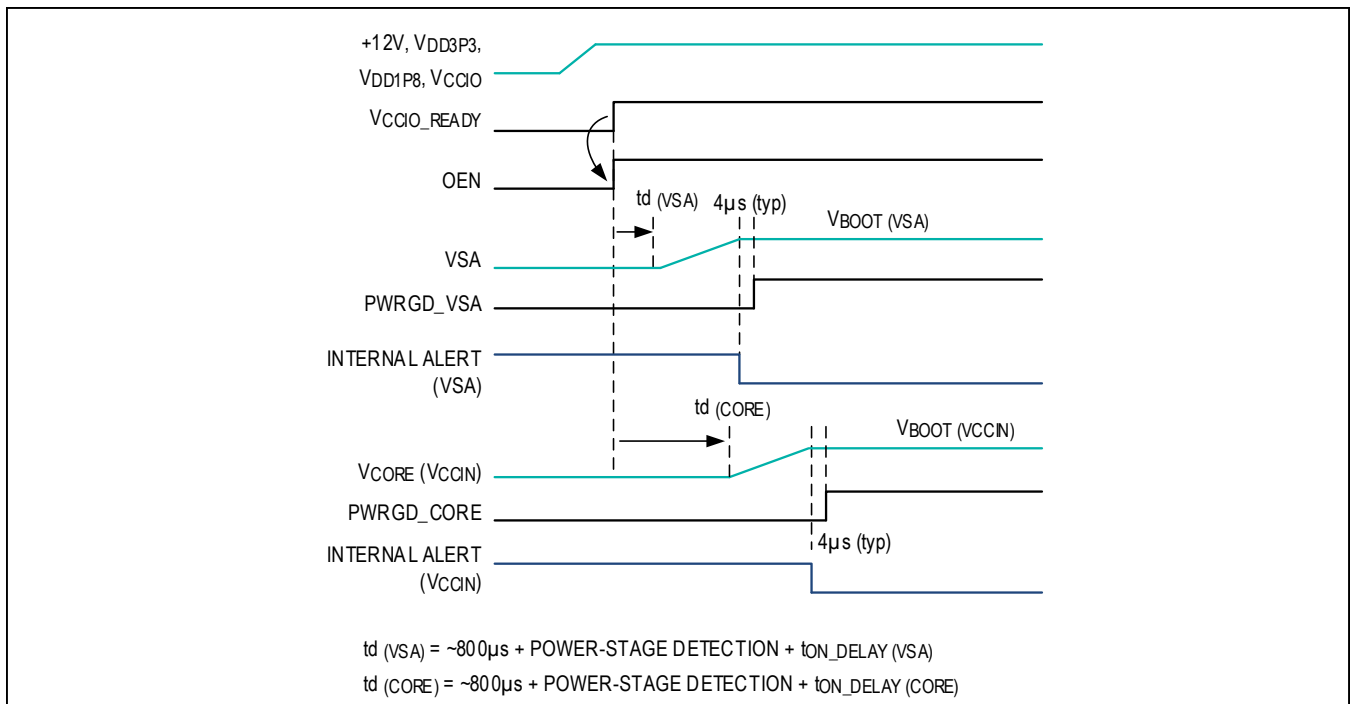 +12V, VDD3P3,
VDD1P8, VCCIO
VCCIO_READY
OEN
td (VSA)
4µs (typ)
VBOOT (VSA)
VSA
PWRGD_VSA
INTERNAL ALERT
(VSA)
td (CORE)
VBOOT (VCCIN)
VCORE (VCCIN)
PWRGD_CORE
4µs (typ)
INTERNAL ALERT
(VCCIN)
td (VSA) = ~800µs + POWER-STAGE DETECTION + tON_DELAY (VSA)
td (CORE) = ~800µs + POWER-STAGE DETECTION + tON_DELAY (CORE)